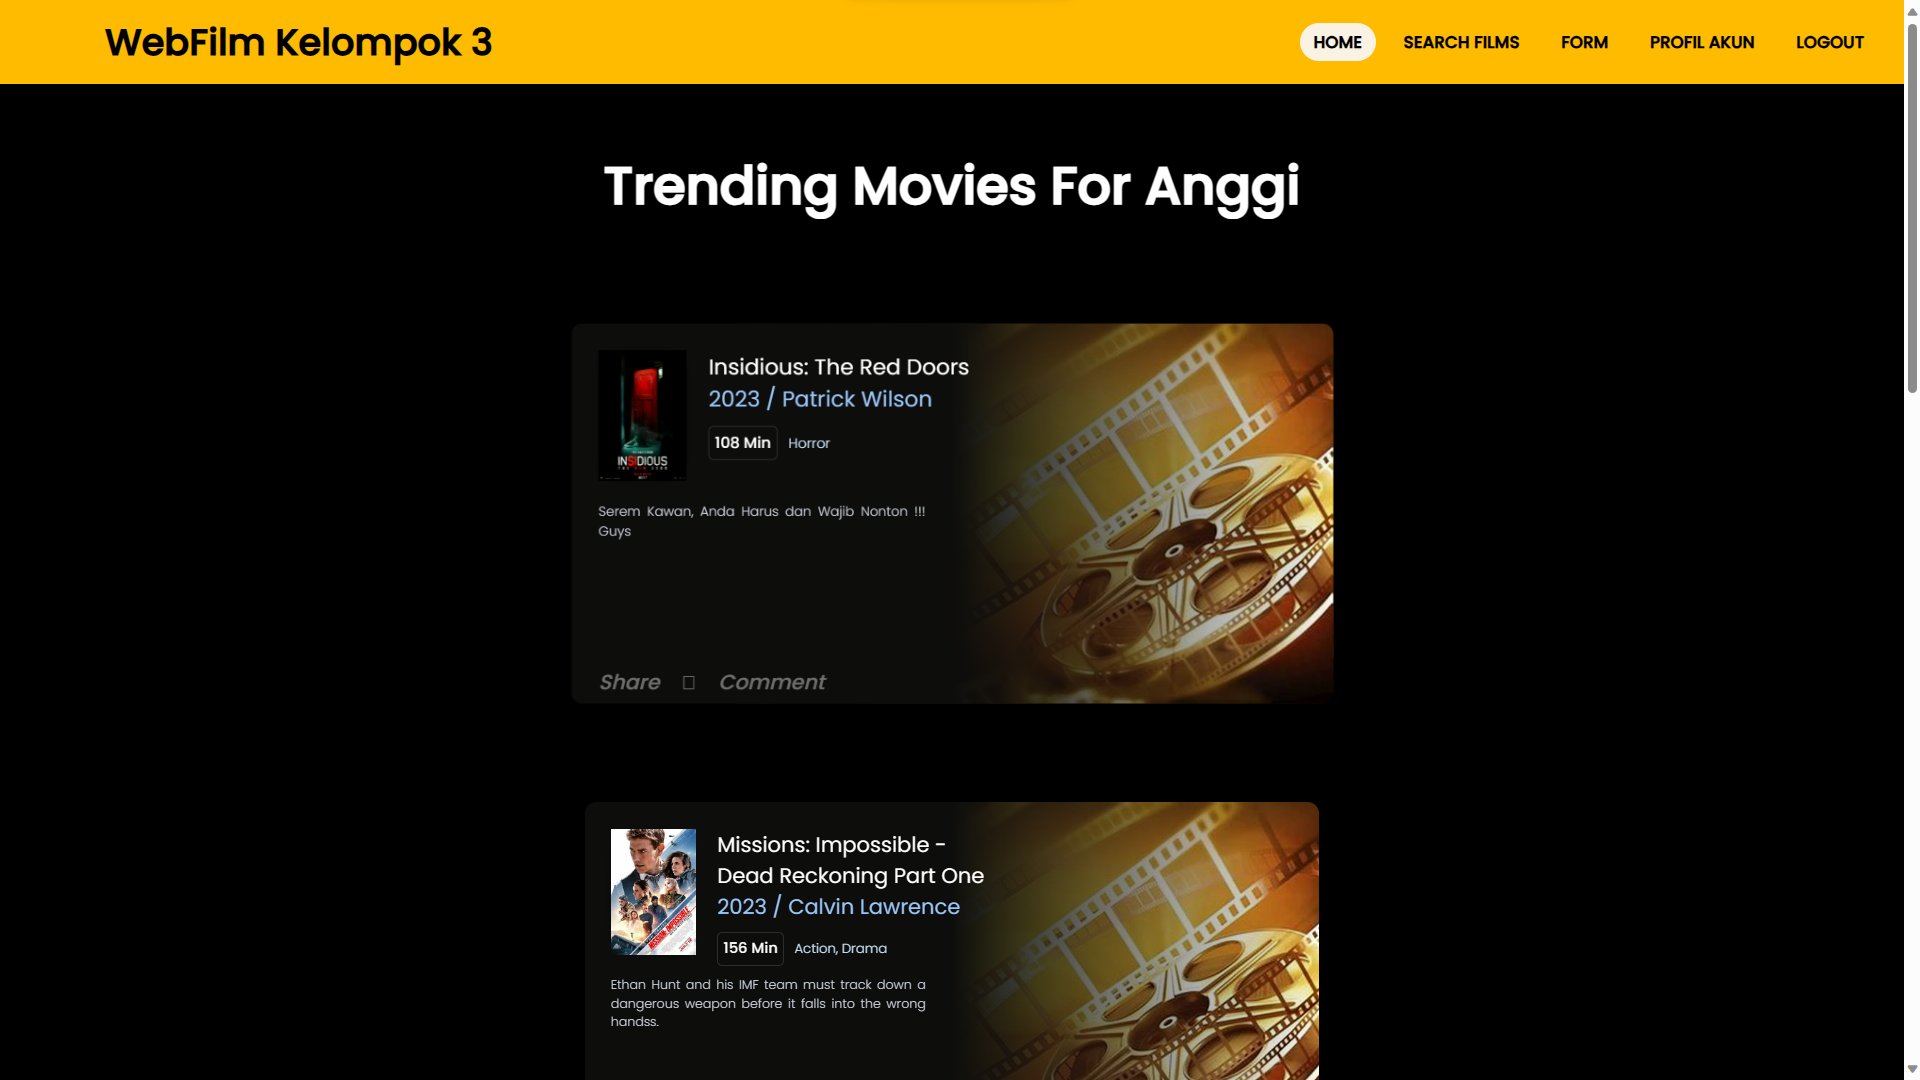 WebFilm Kelompok 3
HOME
SEARCH FILMS
FORM
PROFIL AKUN
LOGOUT
Trending Movies For Anggi
Insidious: The Red Doors
2023 / Patrick Wilson
108 Min
Horror
INSIDIOUS
Serem Kawan, Anda Harus dan Wajib Nonton !!!
Guys
Share
Comment
Missions: Impossible -
Dead Reckoning Part One
2023 / Calvin Lawrence
156 Min
Action, Drama
Ethan Hunt and his IMF team must track down a
dangerous weapon before it falls into the wrong
handss.